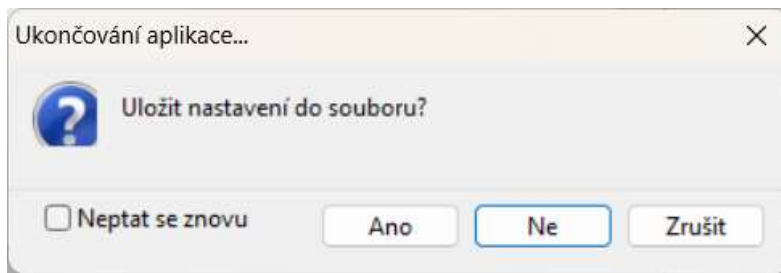 Ukončování aplikace...
Uložit nastavení do souboru?
Neptat se znovu
Ano
Ne
Zrušit